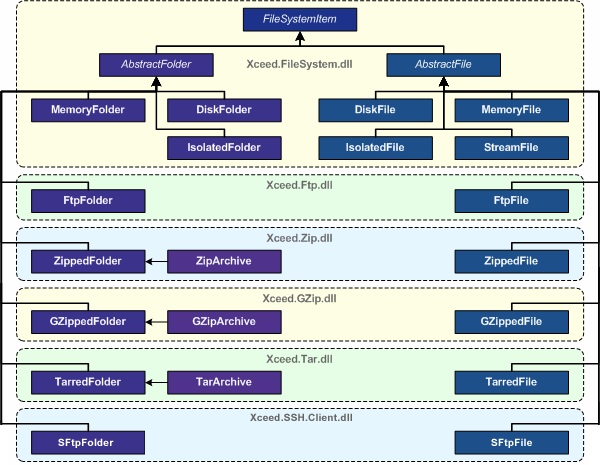 FileSystemItem
AbstractFolder
Xceed.FileSystem.dll
AbstractFile
MemoryFolder
DiskFolder
DiskFile
MemoryFile
IsolatedFolder
IsolatedFile
StreamFile
Xceed.Ftp.dll
FtpFolder
FtpFile
Xceed.Zip.dll
ZippedFolder
ZipArchive
ZippedFile
Xceed.GZip.dll
GZippedFolder
GZipArchive
GZippedFile
Xceed.Tar.dll
TarredFolder
TarArchive
TarredFile
Xceed.SSH.Client.dll
SFtpFolder
SFtpFile